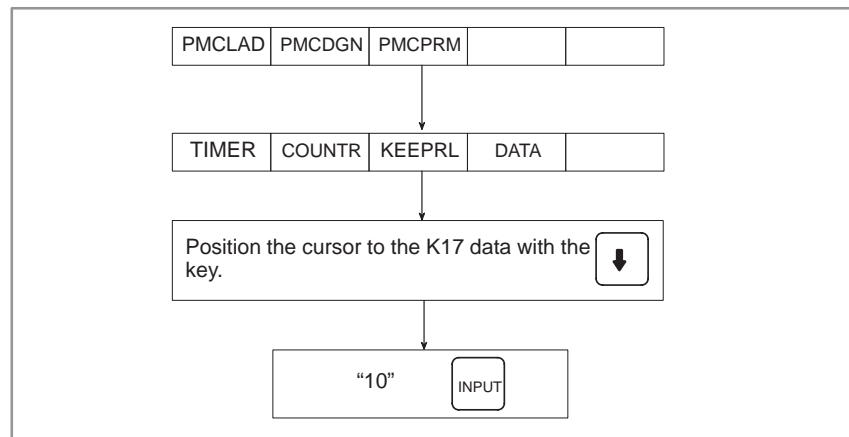 PMCLAD PMCDGN PMCPRM
TIMER COUNTR KEEPRL DATA
Position the cursor to the K17 data with the
key.
“10” INPUT